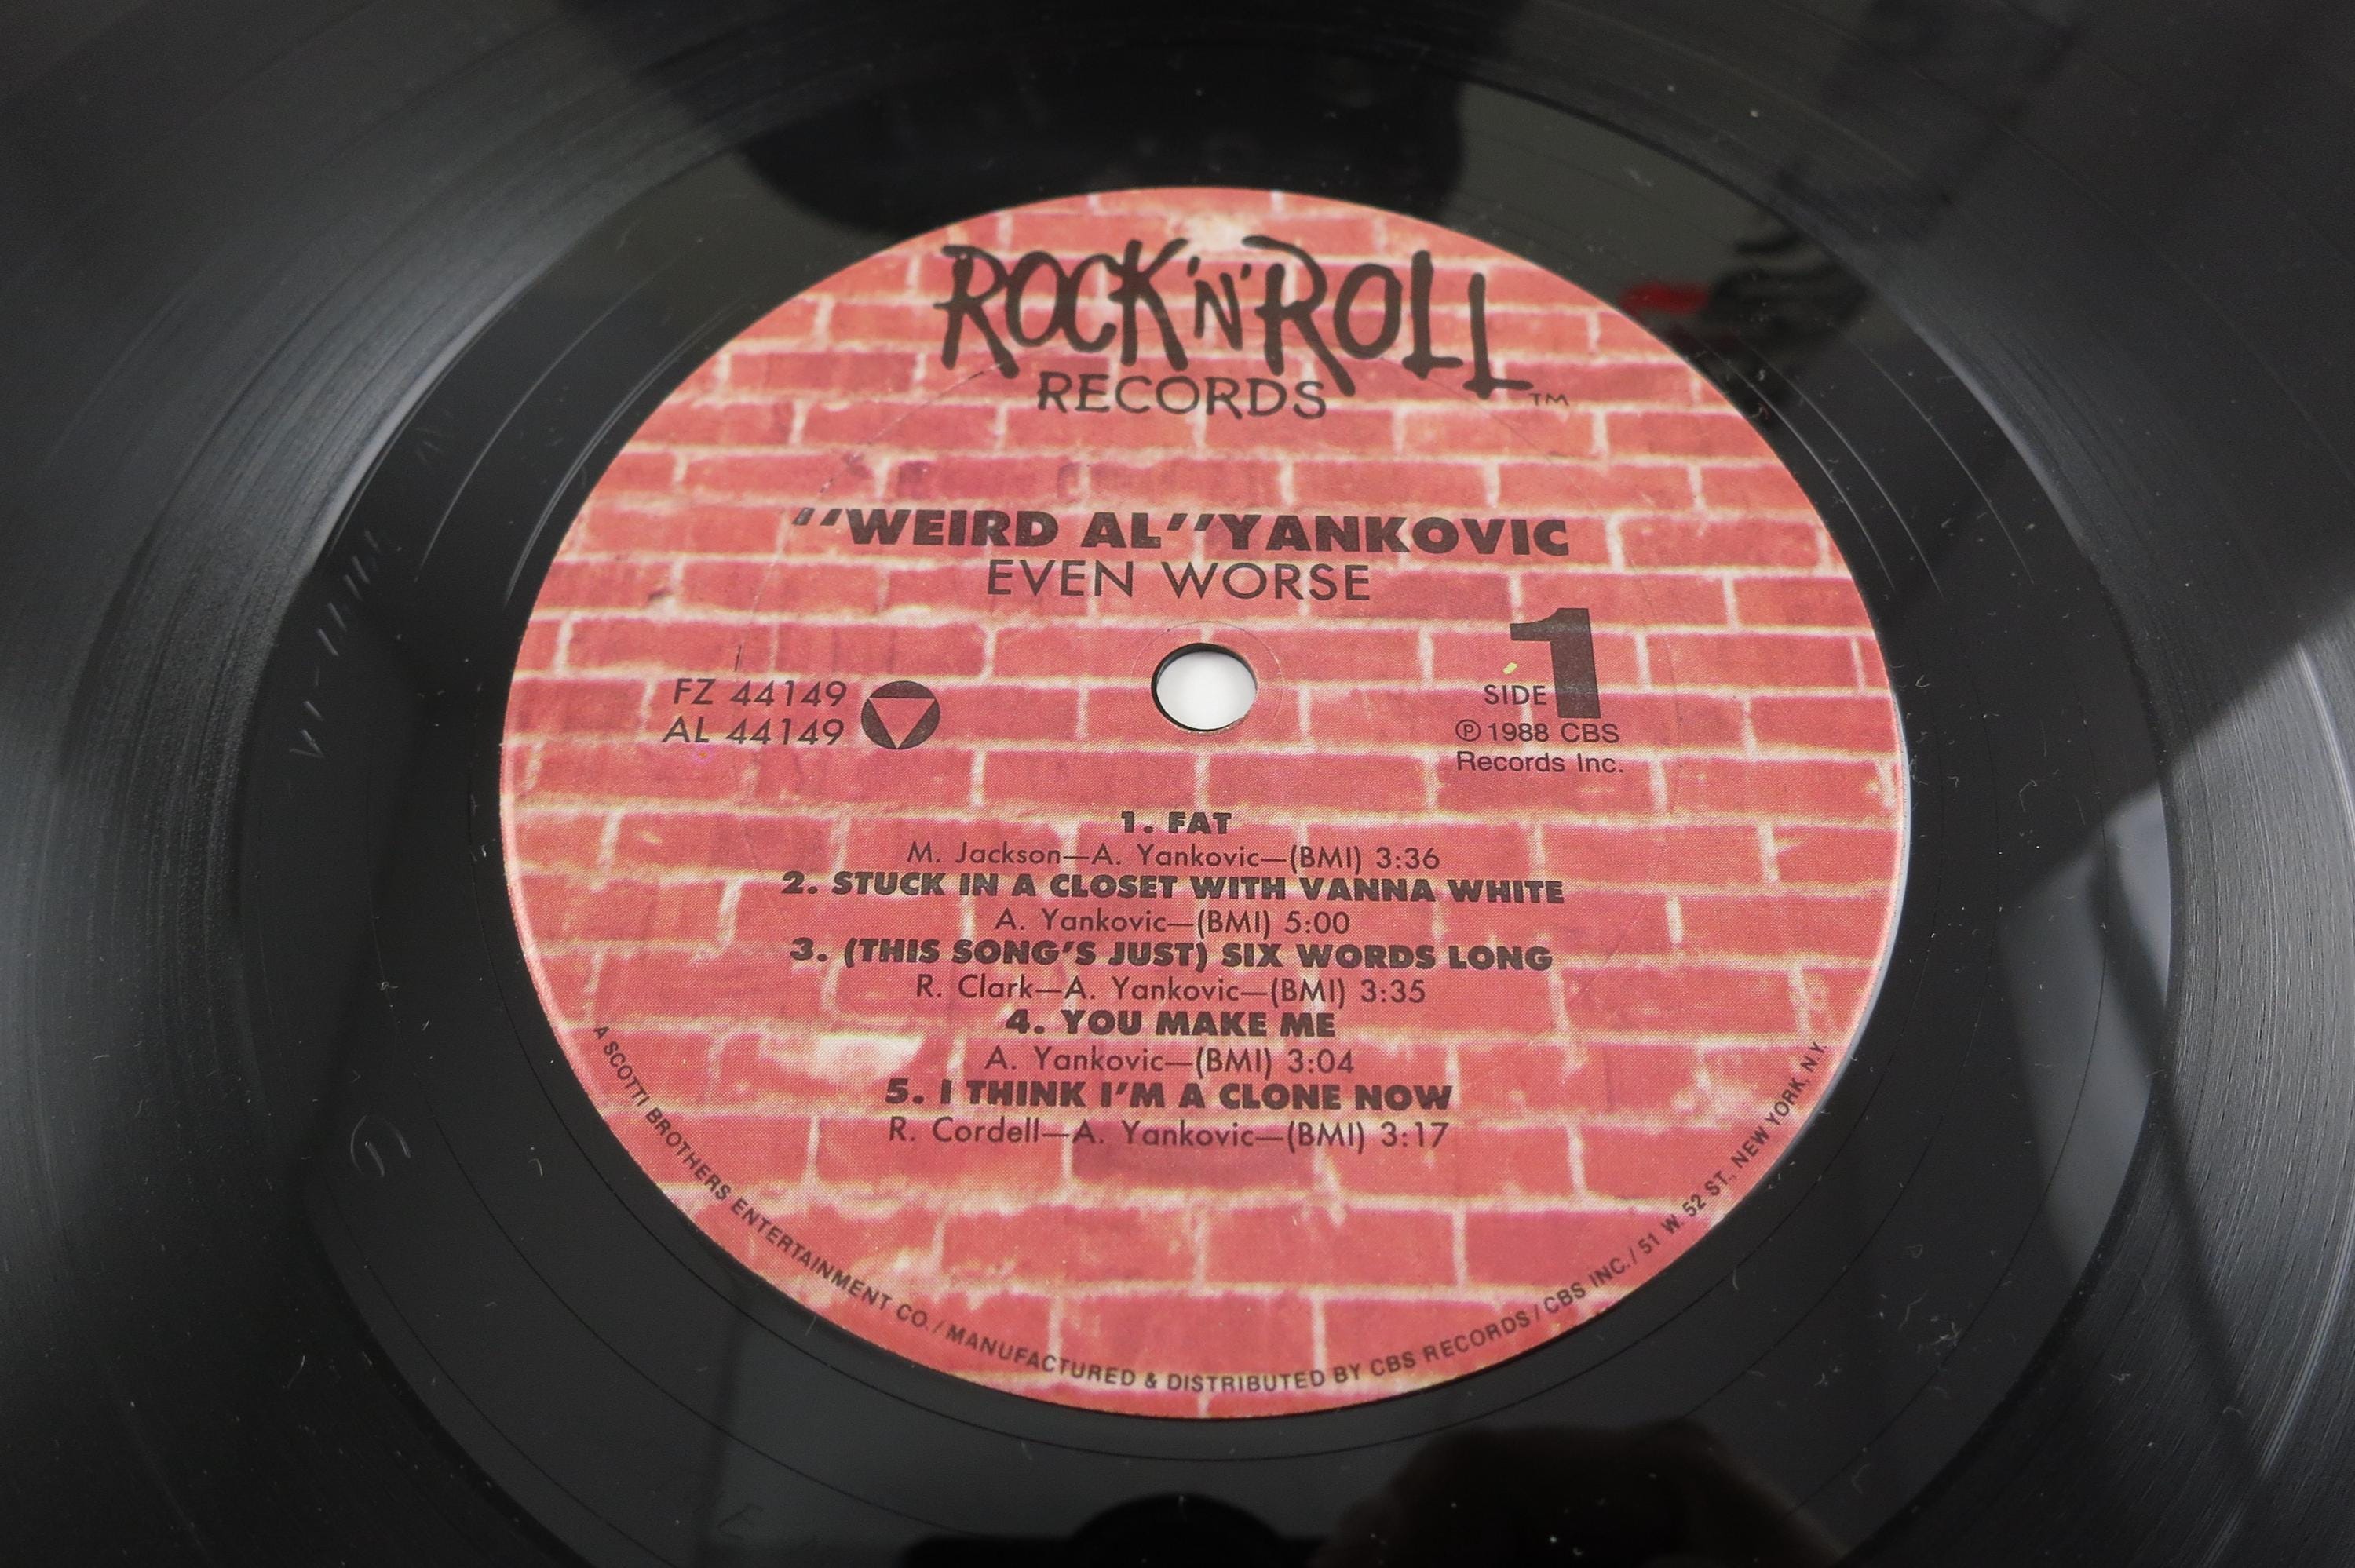 ROCK 'N' ROLL
RECORDS ™
"WEIRD AL" YANKOVIC
EVEN WORSE
FZ 44149
AL 44149
SIDE 1
Ⓟ 1988 CBS
Records Inc.
1. FAT
M. Jackson—A. Yankovic—(BMI) 3:36
2. STUCK IN A CLOSET WITH VANNA WHITE
A. Yankovic—(BMI) 5:00
3. (THIS SONG'S JUST) SIX WORDS LONG
R. Clark—A. Yankovic—(BMI) 3:35
4. YOU MAKE ME
A. Yankovic—(BMI) 3:04
5. I THINK I'M A CLONE NOW
R. Cordell—A. Yankovic—(BMI) 3:17
A SCOTTI BROTHERS ENTERTAINMENT CO. / MANUFACTURED & DISTRIBUTED BY CBS RECORDS / CBS INC. / 51 W. 52 ST., NEW YORK, N.Y.